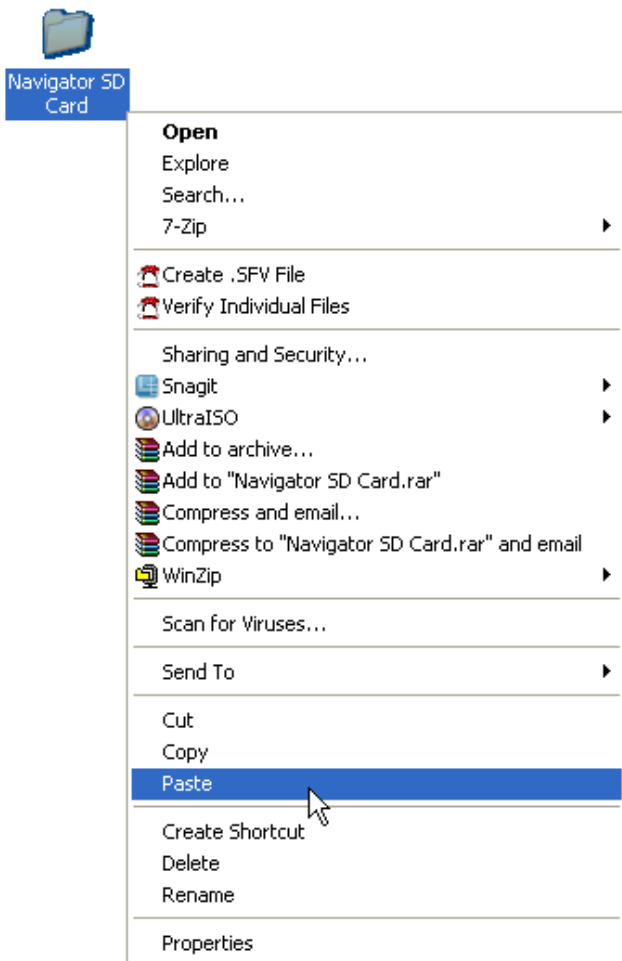 Navigator SD
Card
Open
Explore
Search...
7-Zip
Create .SFV File
Verify Individual Files
Sharing and Security...
Snagit
UltraISO
Add to archive...
Add to "Navigator SD Card.rar"
Compress and email...
Compress to "Navigator SD Card.rar" and email
WinZip
Scan for Viruses...
Send To
Cut
Copy
Paste
Create Shortcut
Delete
Rename
Properties